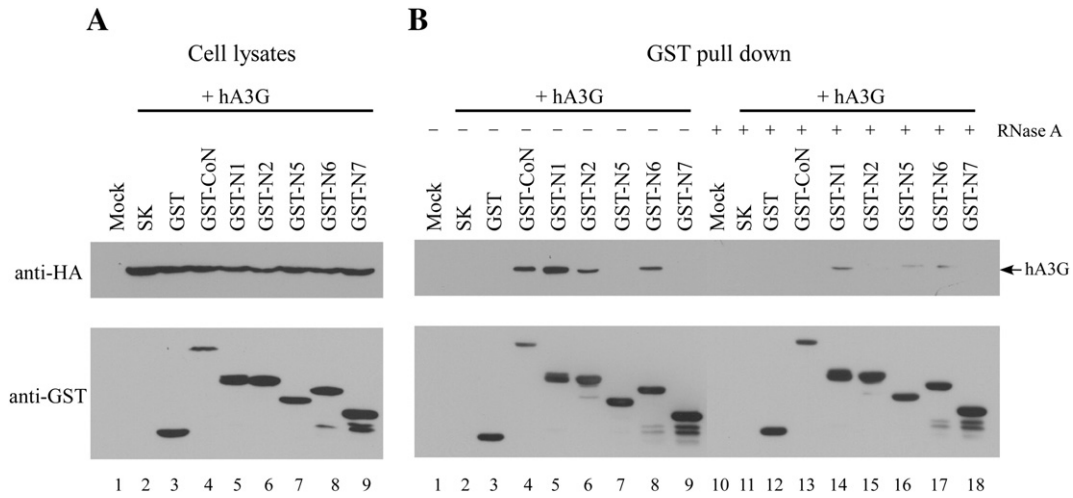 A
B
Cell lysates
GST pull down
+ hA3G
+ hA3G
+ hA3G
− − − − − − − − − + + + + + + + + + RNase A
Mock SK GST GST-CoN GST-N1 GST-N2 GST-N5 GST-N6 GST-N7
Mock SK GST GST-CoN GST-N1 GST-N2 GST-N5 GST-N6 GST-N7
Mock SK GST GST-CoN GST-N1 GST-N2 GST-N5 GST-N6 GST-N7
anti-HA
hA3G
anti-GST
1 2 3 4 5 6 7 8 9
1 2 3 4 5 6 7 8 9 10 11 12 13 14 15 16 17 18